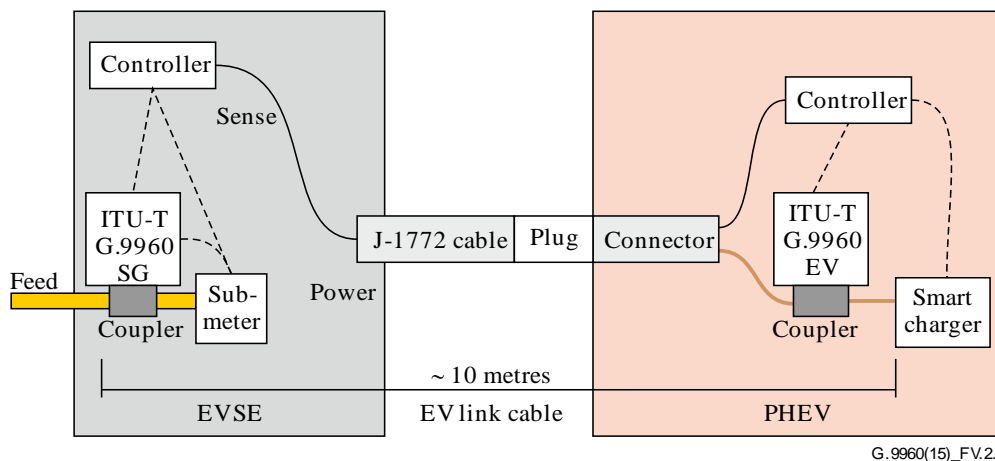 Controller
Sense
ITU-T
G.9960
SG
Feed
Coupler
Sub-
meter
Power
J-1772 cable
Plug
Connector
Controller
ITU-T
G.9960
EV
Coupler
Smart
charger
~ 10 metres
EVSE
EV link cable
PHEV
G.9960(15)_FV.2.